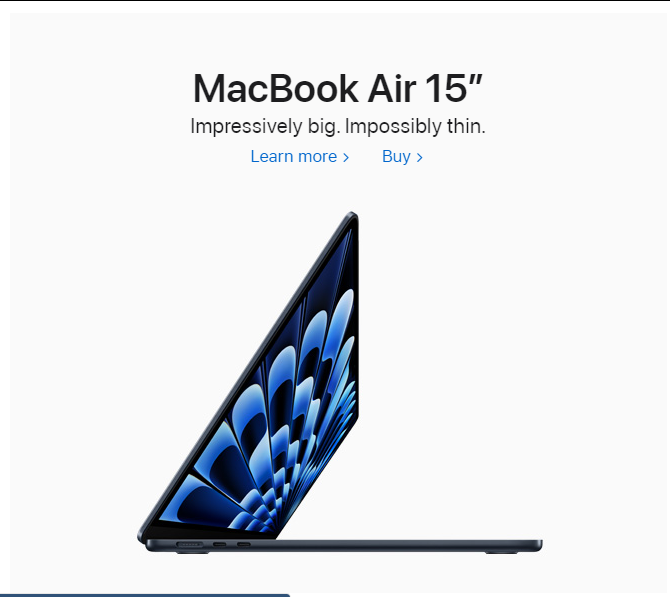 MacBook Air 15″
Impressively big. Impossibly thin.
Learn more > Buy >